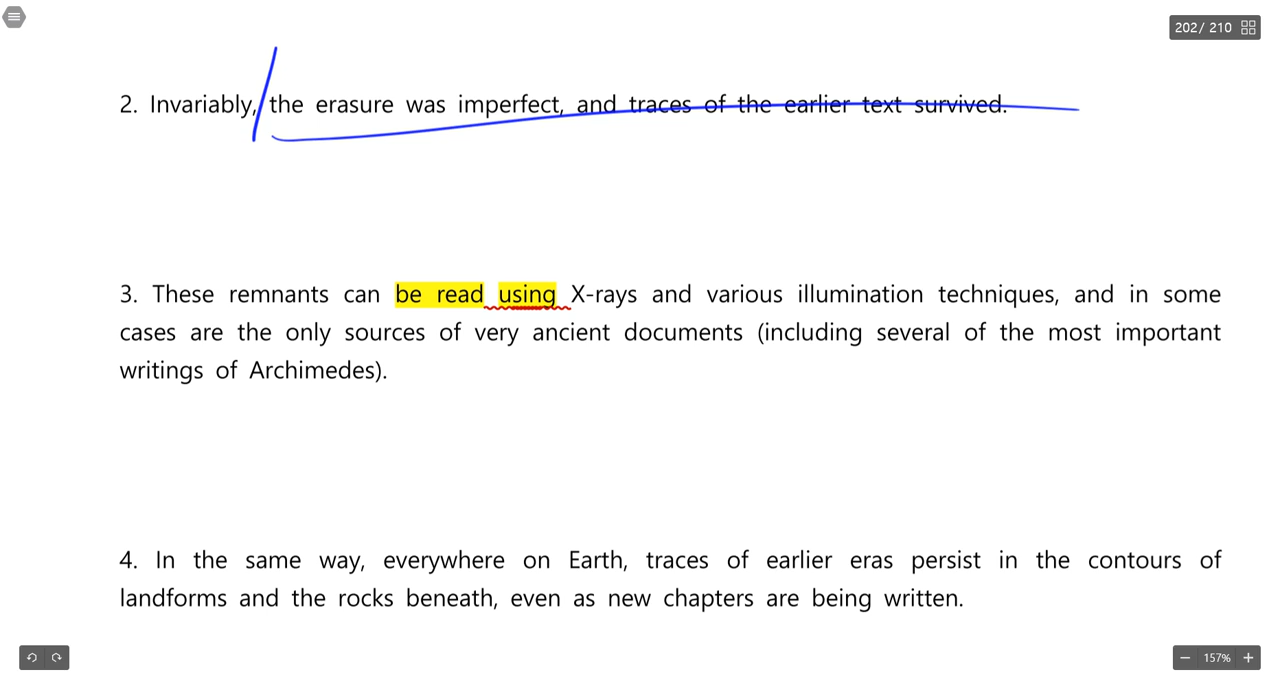 202/ 210
2. Invariably, the erasure was imperfect, and traces of the earlier text survived.
3. These remnants can be read using X-rays and various illumination techniques, and in some
cases are the only sources of very ancient documents (including several of the most important
writings of Archimedes).
4. In the same way, everywhere on Earth, traces of earlier eras persist in the contours of
landforms and the rocks beneath, even as new chapters are being written.
157%